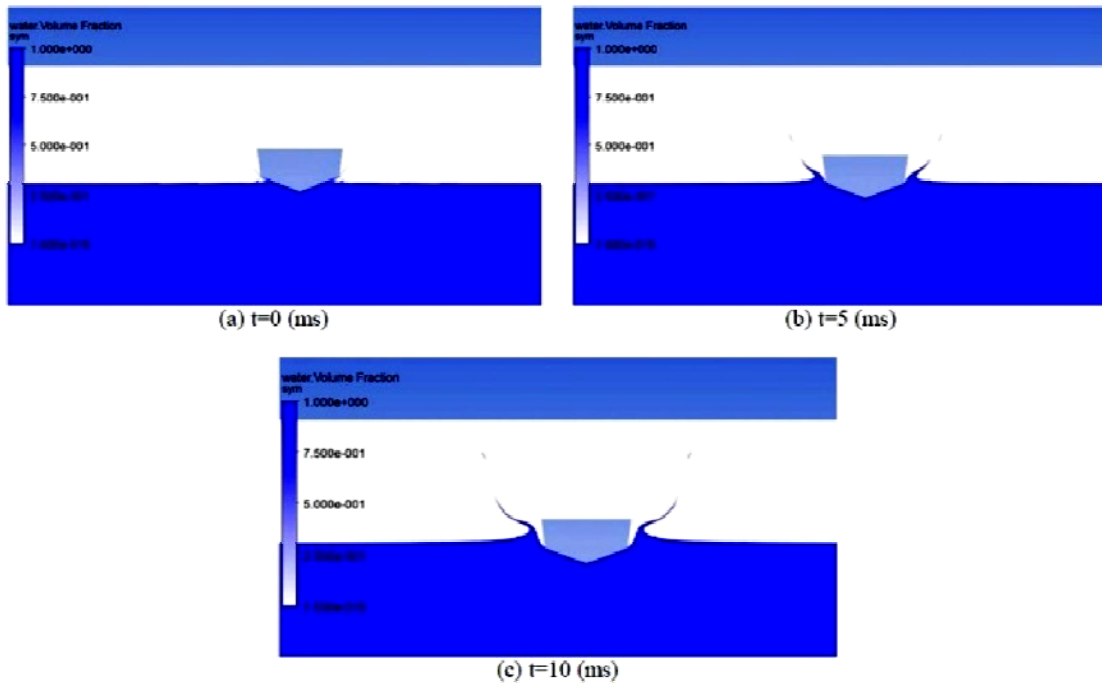 water.Volume Fraction
sym
1.000e+000
7.500e-001
5.000e-001
(a) t=0 (ms)
water.Volume Fraction
sym
1.000e+000
7.500e-001
5.000e-001
(b) t=5 (ms)
water.Volume Fraction
sym
1.000e+000
7.500e-001
5.000e-001
(c) t=10 (ms)